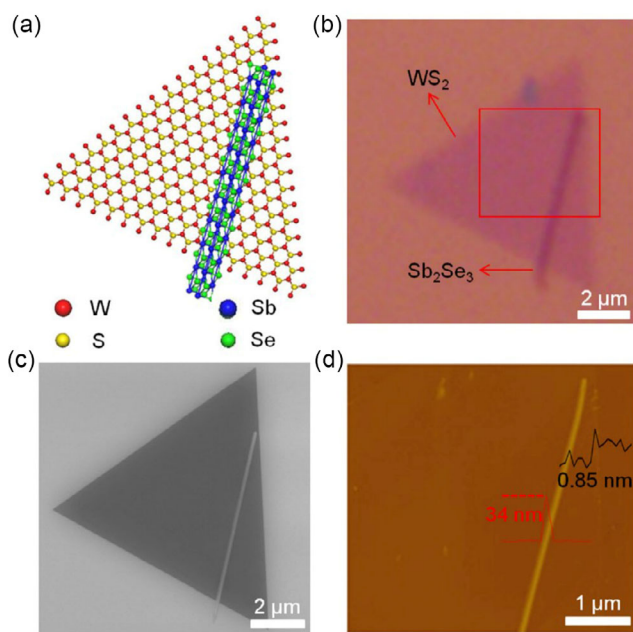 (a)
W
Sb
S
Se
(b)
WS₂
Sb₂Se₃
2 μm
(c)
2 μm
(d)
0.85 nm
34 nm
1 μm